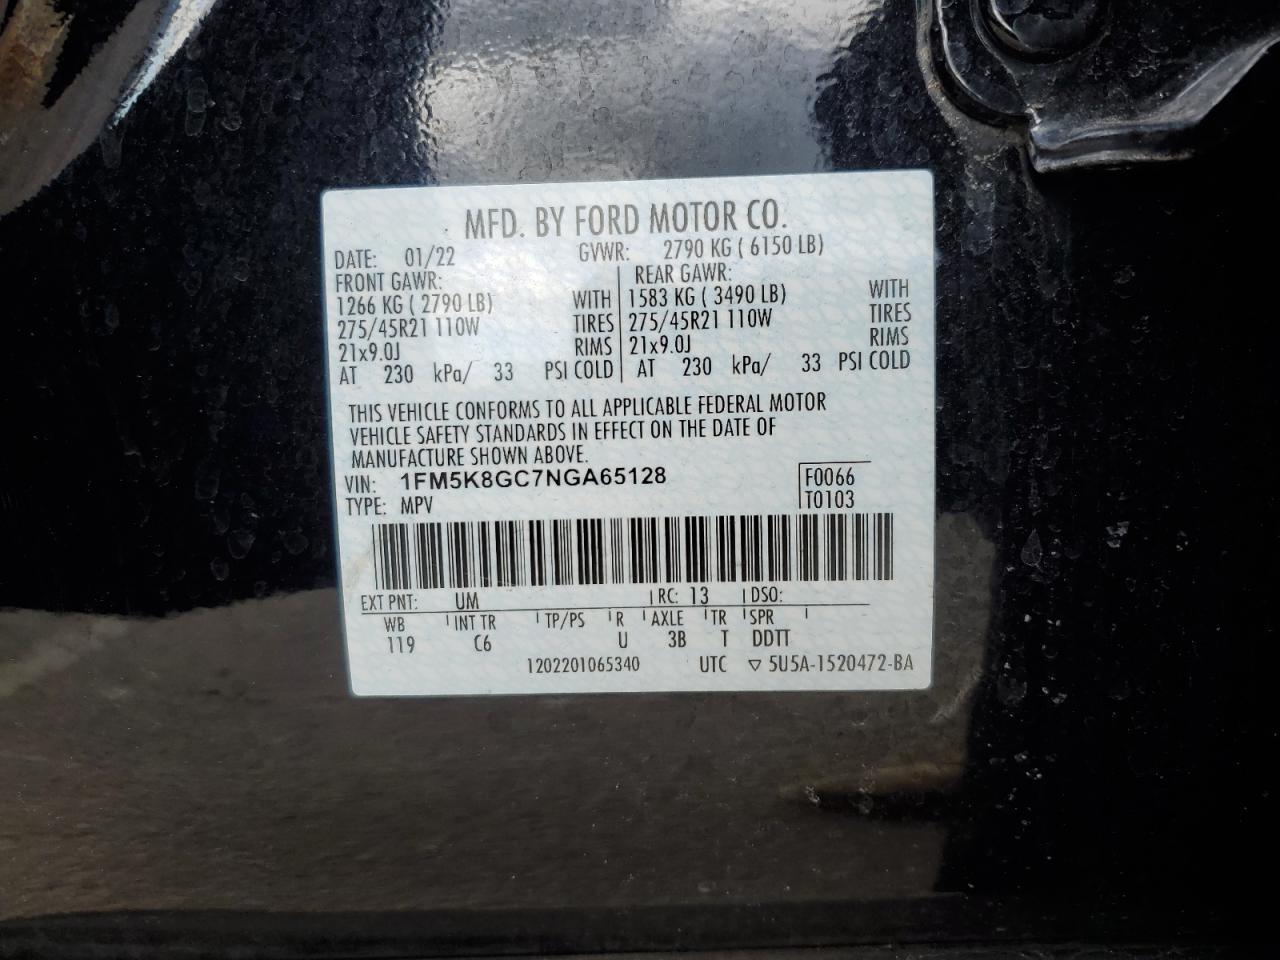 MFD. BY FORD MOTOR CO.
DATE: 01/22 GVWR: 2790 KG ( 6150 LB)
FRONT GAWR: REAR GAWR:
1266 KG ( 2790 LB) WITH 1583 KG ( 3490 LB) WITH
275/45R21 110W TIRES 275/45R21 110W TIRES
21x9.0J RIMS 21x9.0J RIMS
AT 230 kPa/ 33 PSI COLD AT 230 kPa/ 33 PSI COLD
THIS VEHICLE CONFORMS TO ALL APPLICABLE FEDERAL MOTOR
VEHICLE SAFETY STANDARDS IN EFFECT ON THE DATE OF
MANUFACTURE SHOWN ABOVE.
VIN: 1FM5K8GC7NGA65128 F0066
TYPE: MPV T0103
EXT PNT: UM RC: 13 DSO:
WB INT TR TP/PS R AXLE TR SPR
119 C6 U 3B T DDTT
1202201065340 UTC ▽ 5U5A-1520472-BA